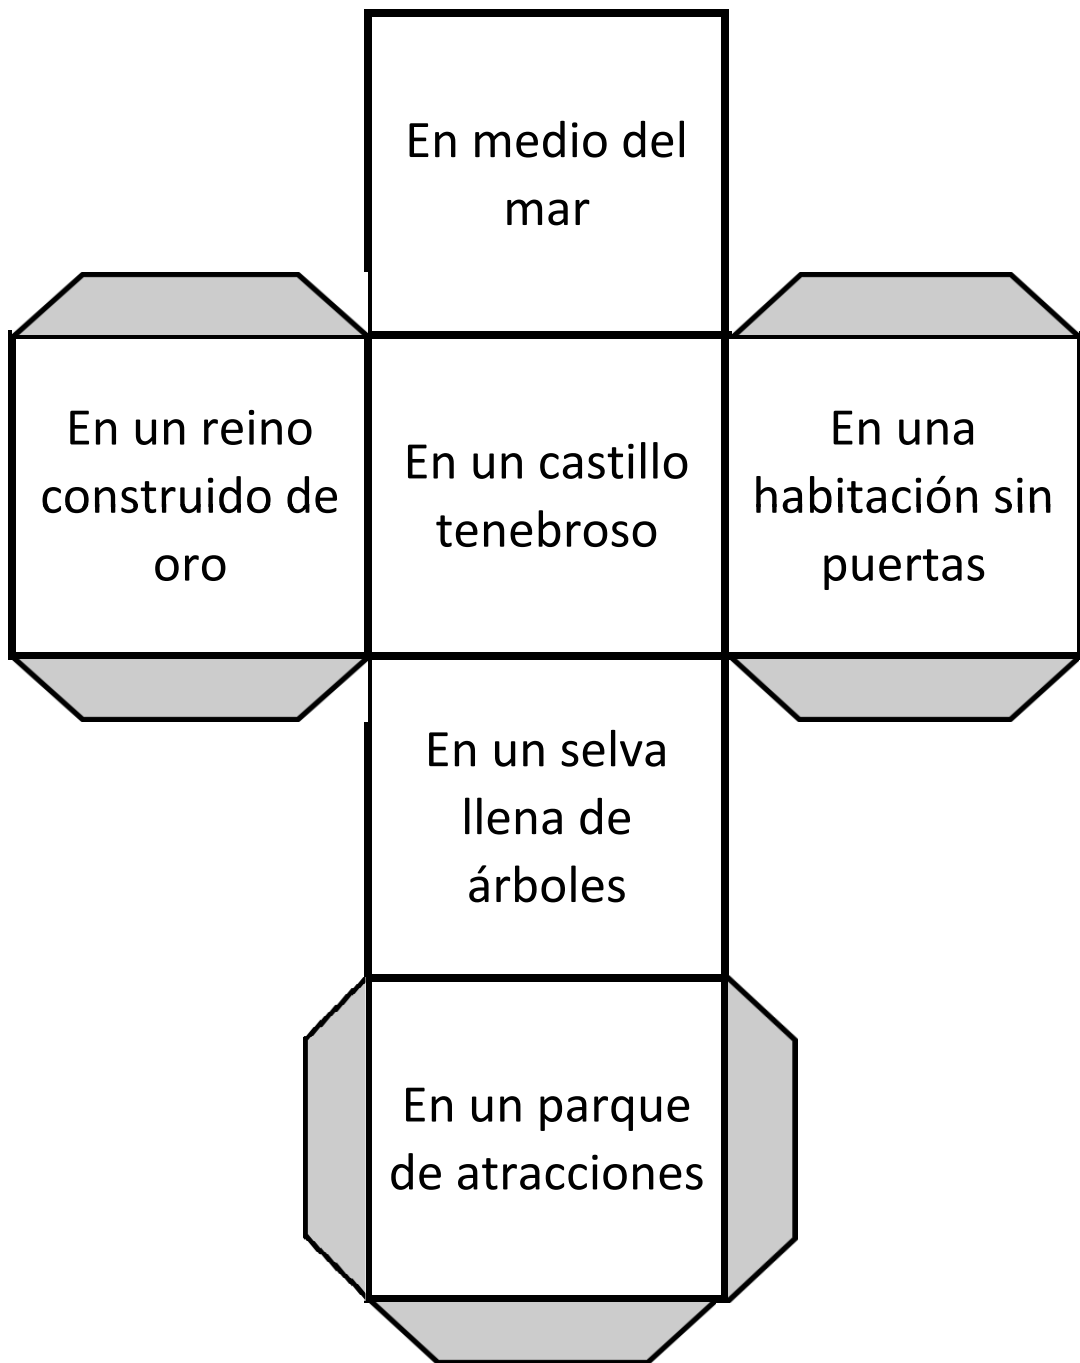 En medio del
mar
En un reino
construido de
oro
En un castillo
tenebroso
En una
habitación sin
puertas
En un selva
llena de
árboles
En un parque
de atracciones